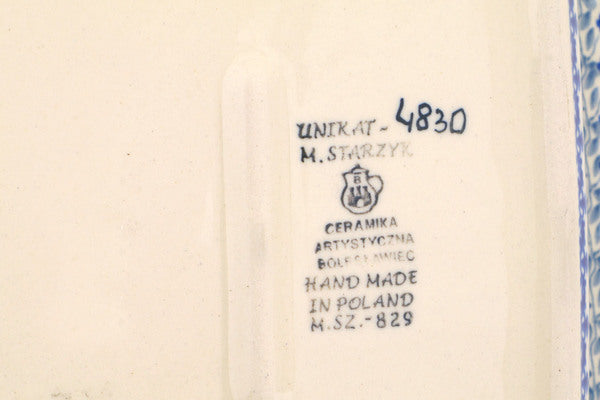 UNIKAT- 4830
M. STARZYK
B
CERAMIKA
ARTYSTYCZNA
BOLESŁAWIEC
HAND MADE
IN POLAND
M.SZ.-829